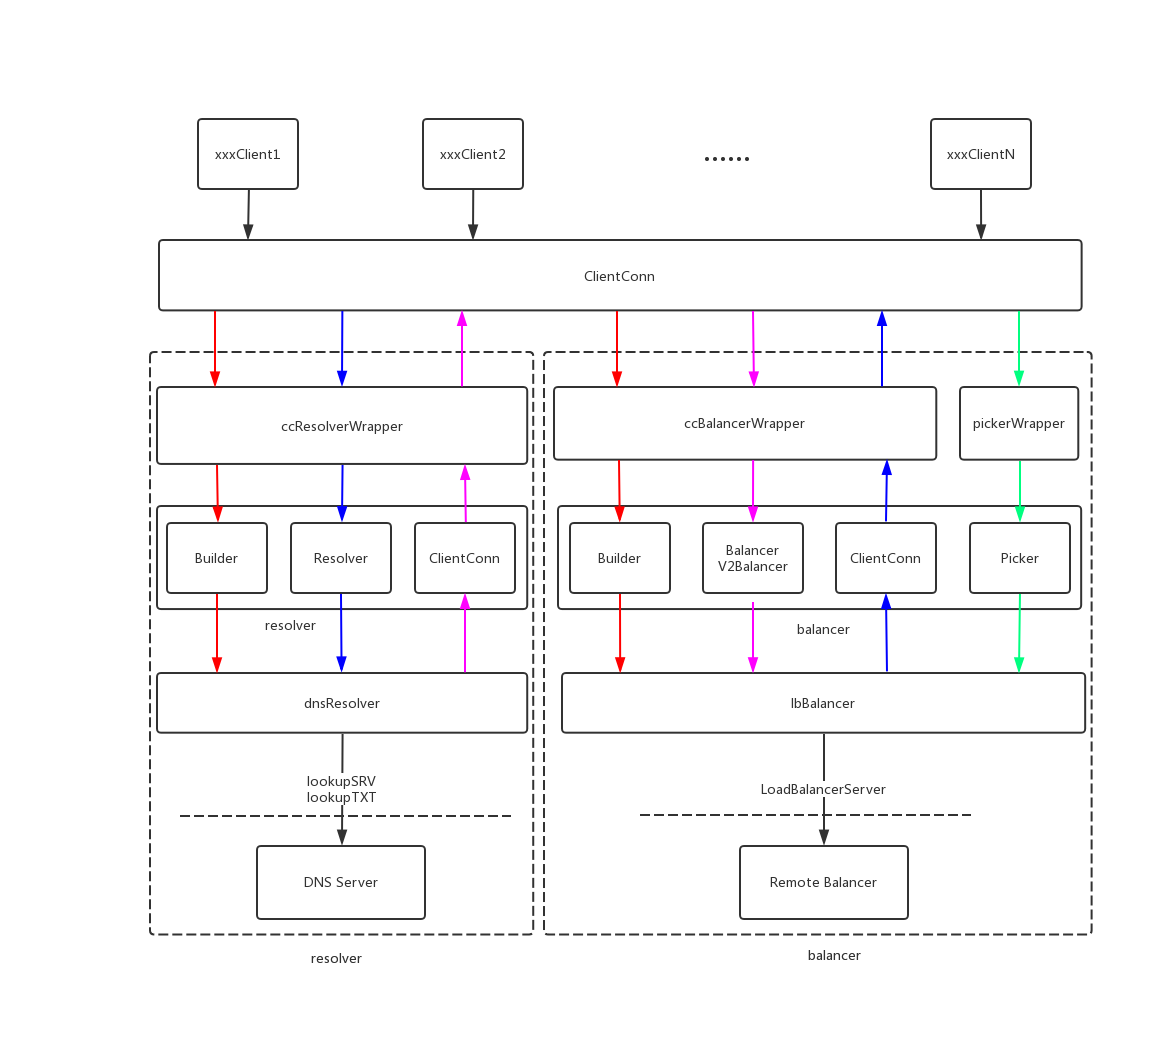 xxxClient1
xxxClient2
......
xxxClientN
ClientConn
ccResolverWrapper
ccBalancerWrapper
pickerWrapper
Builder
Resolver
ClientConn
Builder
Balancer
V2Balancer
ClientConn
Picker
resolver
balancer
dnsResolver
lbBalancer
lookupSRV
lookupTXT
LoadBalancerServer
DNS Server
Remote Balancer
resolver
balancer